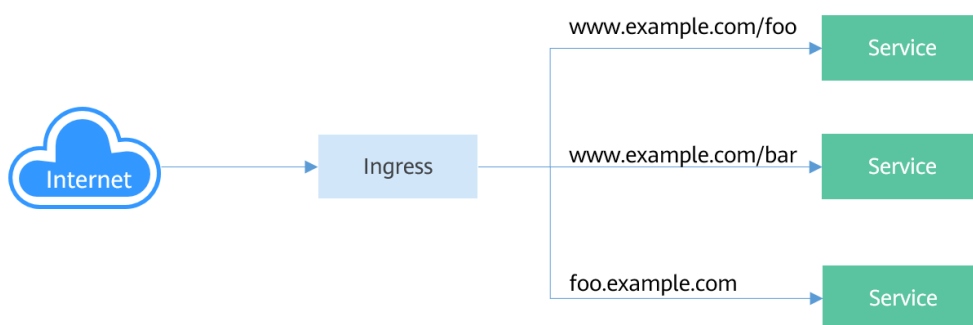 www.example.com/foo
Service
Internet
Ingress
www.example.com/bar
Service
foo.example.com
Service